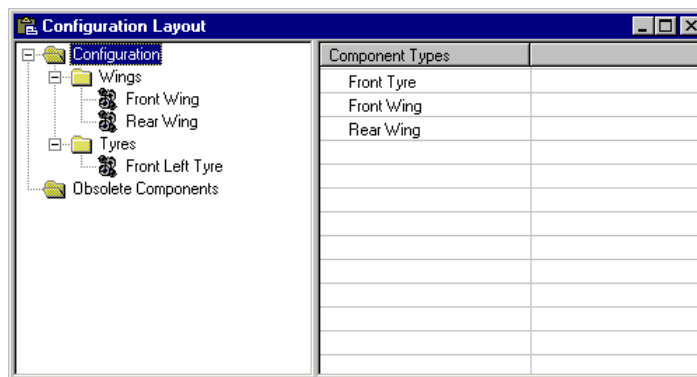 Configuration Layout
Configuration
Wings
Front Wing
Rear Wing
Tyres
Front Left Tyre
Obsolete Components
Component Types
Front Tyre
Front Wing
Rear Wing